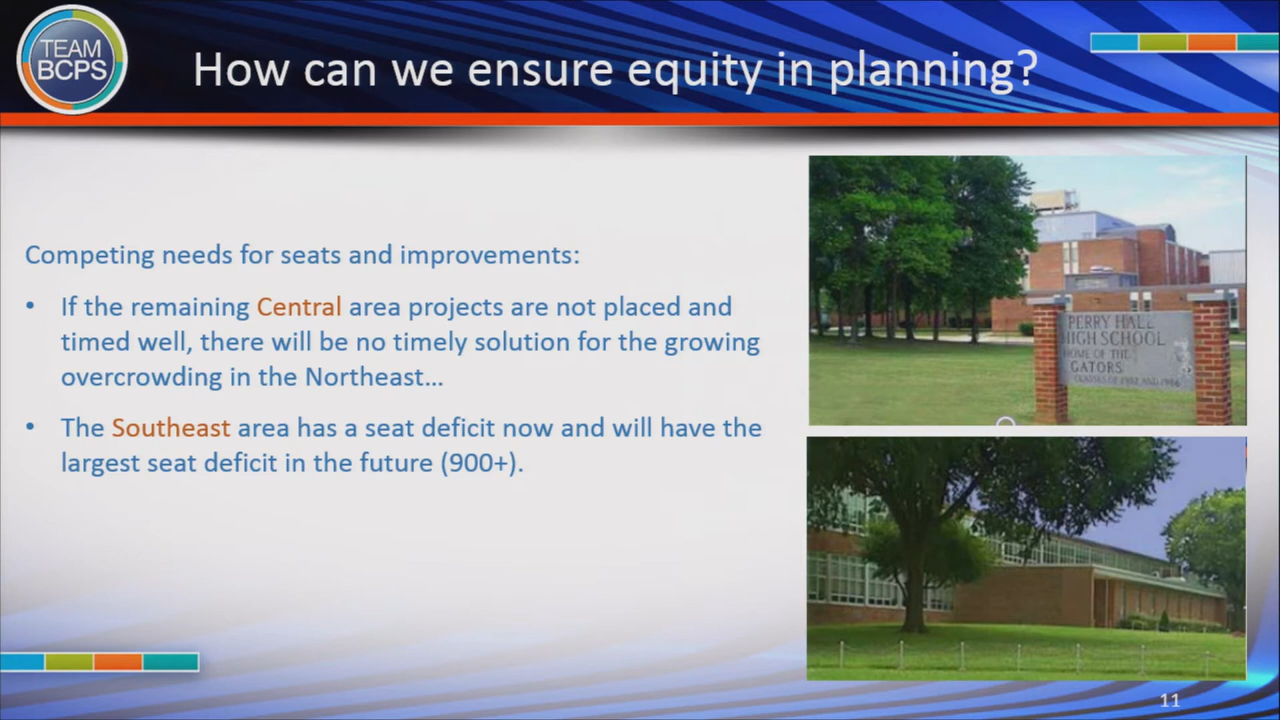 TEAM
BCPS
How can we ensure equity in planning?
Competing needs for seats and improvements:
• If the remaining Central area projects are not placed and
timed well, there will be no timely solution for the growing
overcrowding in the Northeast…
• The Southeast area has a seat deficit now and will have the
largest seat deficit in the future (900+).
PERRY HALL
HIGH SCHOOL
HOME OF THE
GATORS
11